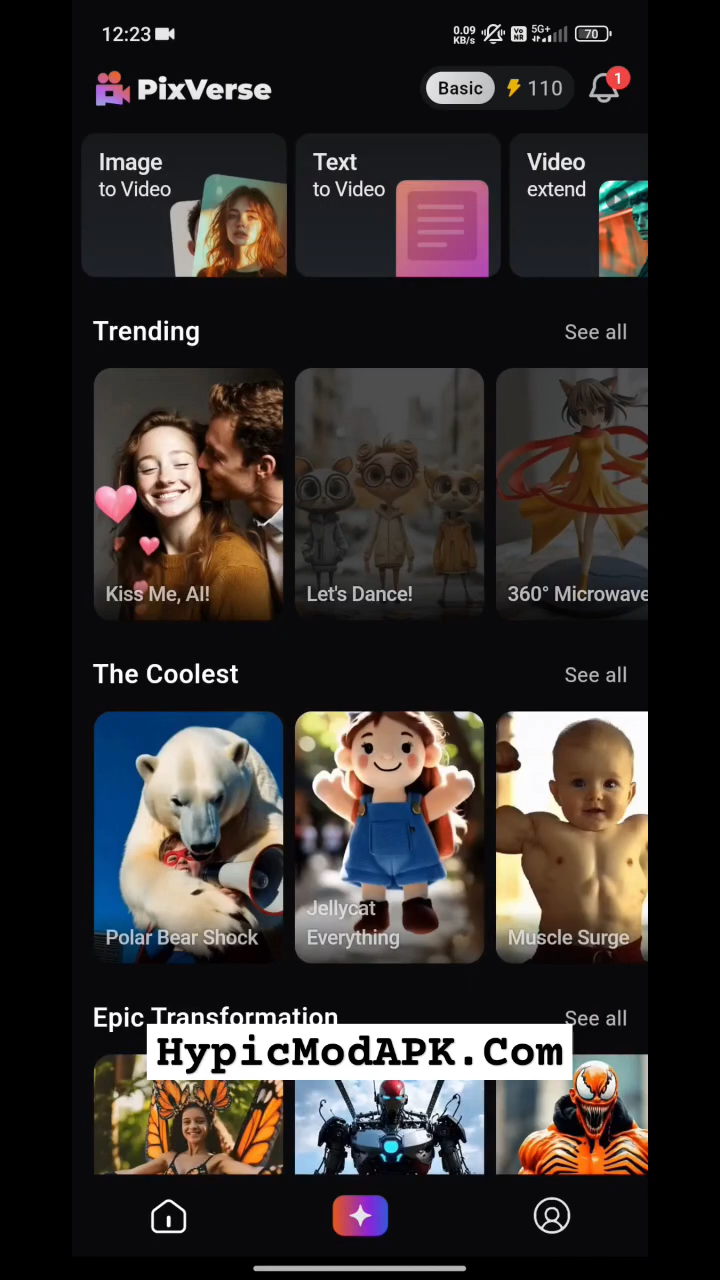 12:23
0.09
KB/s
Vo
NR
5G+
70
PixVerse
Basic
110
1
Image
to Video
Text
to Video
Video
extend
Trending
See all
Kiss Me, AI!
Let's Dance!
360° Microwave
The Coolest
See all
Polar Bear Shock
Jellycat
Everything
Muscle Surge
Epic Transformation
See all
HypicModAPK.Com